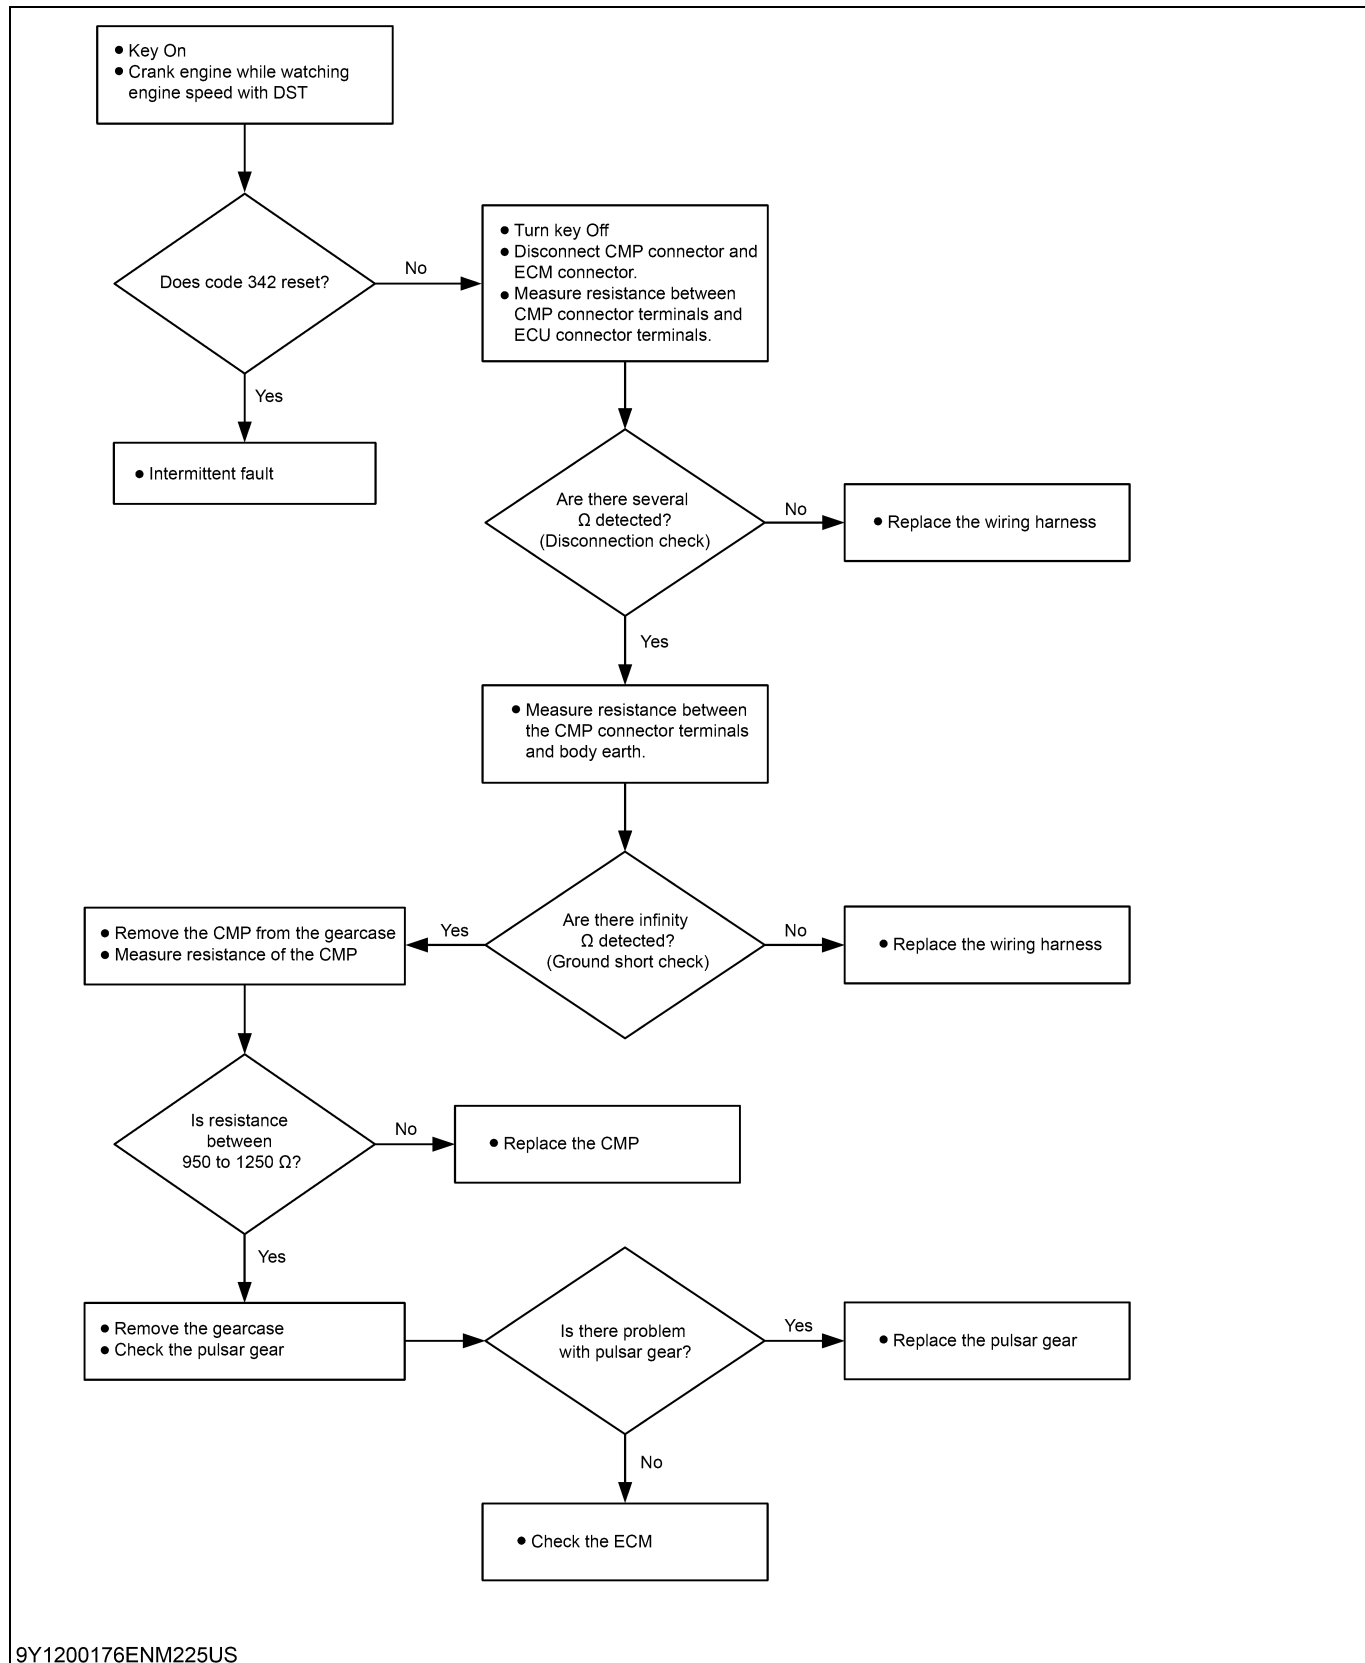 ● Key On
● Crank engine while watching
engine speed with DST
Does code 342 reset?
No
● Turn key Off
● Disconnect CMP connector and
ECM connector.
● Measure resistance between
CMP connector terminals and
ECU connector terminals.
Yes
● Intermittent fault
Are there several
Ω detected?
(Disconnection check)
No
● Replace the wiring harness
Yes
● Measure resistance between
the CMP connector terminals
and body earth.
Are there infinity
Ω detected?
(Ground short check)
No
● Replace the wiring harness
Yes
● Remove the CMP from the gearcase
● Measure resistance of the CMP
Is resistance
between
950 to 1250 Ω?
No
● Replace the CMP
Yes
● Remove the gearcase
● Check the pulsar gear
Is there problem
with pulsar gear?
Yes
● Replace the pulsar gear
No
● Check the ECM
9Y1200176ENM225US